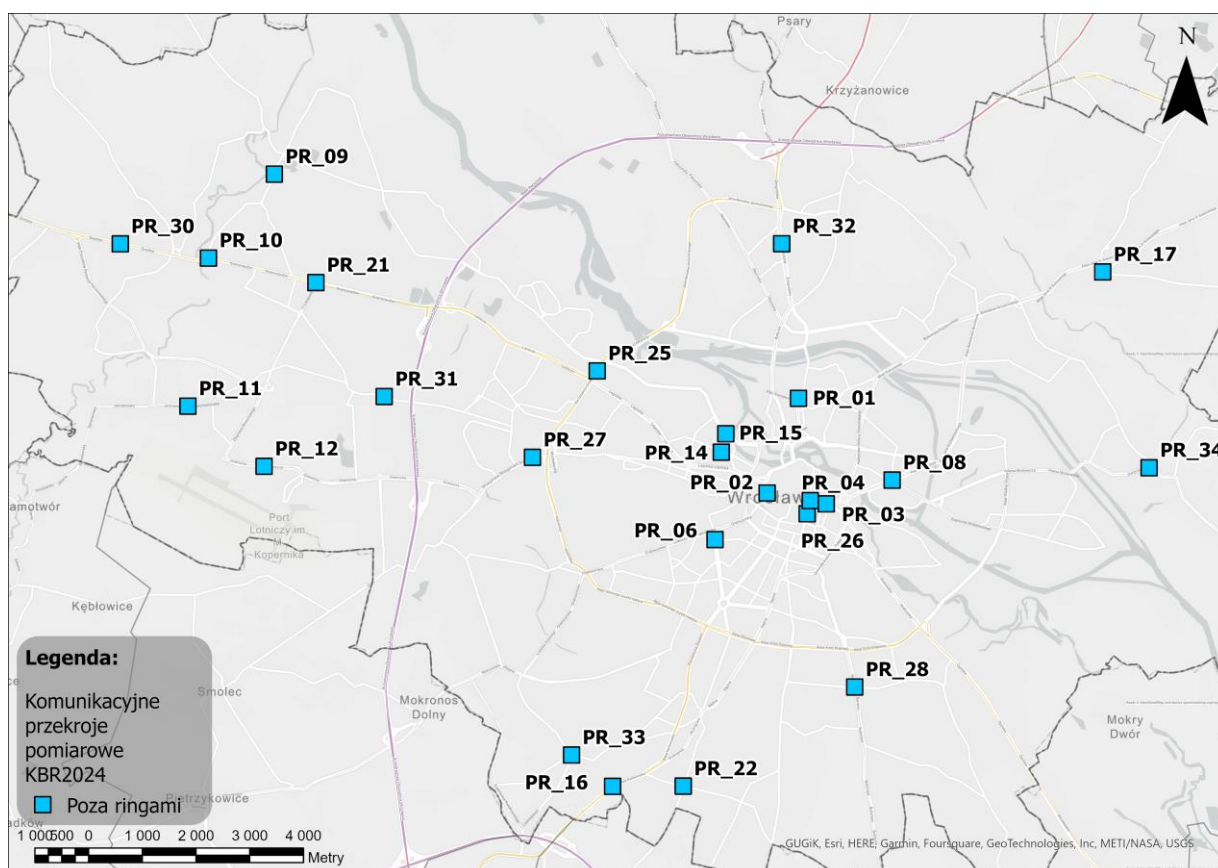 Psary
N
Krzyżanowice
PR_09
PR_30
PR_10
PR_32
PR_17
PR_21
PR_25
PR_31
PR_11
PR_01
PR_15
PR_27
PR_14
PR_12
PR_34
PR_08
PR_02
PR_04
Wrocław
PR_03
amotwór
Port
Lotniczy im.
M.
Kopernika
PR_06
PR_26
Kębłowice
Legenda:
Komunikacyjne
przekroje
pomiarowe
KBR2024
Poza ringami
Smolec
Mokronos
Dolny
PR_28
Mokry
Dwór
PR_33
PR_16
PR_22
Pietrzykowice
1 000 500 0 1 000 2 000 3 000 4 000
Metry
GUGiK, Esri, HERE, Garmin, Foursquare, GeoTechnologies, Inc, METI/NASA, USGS